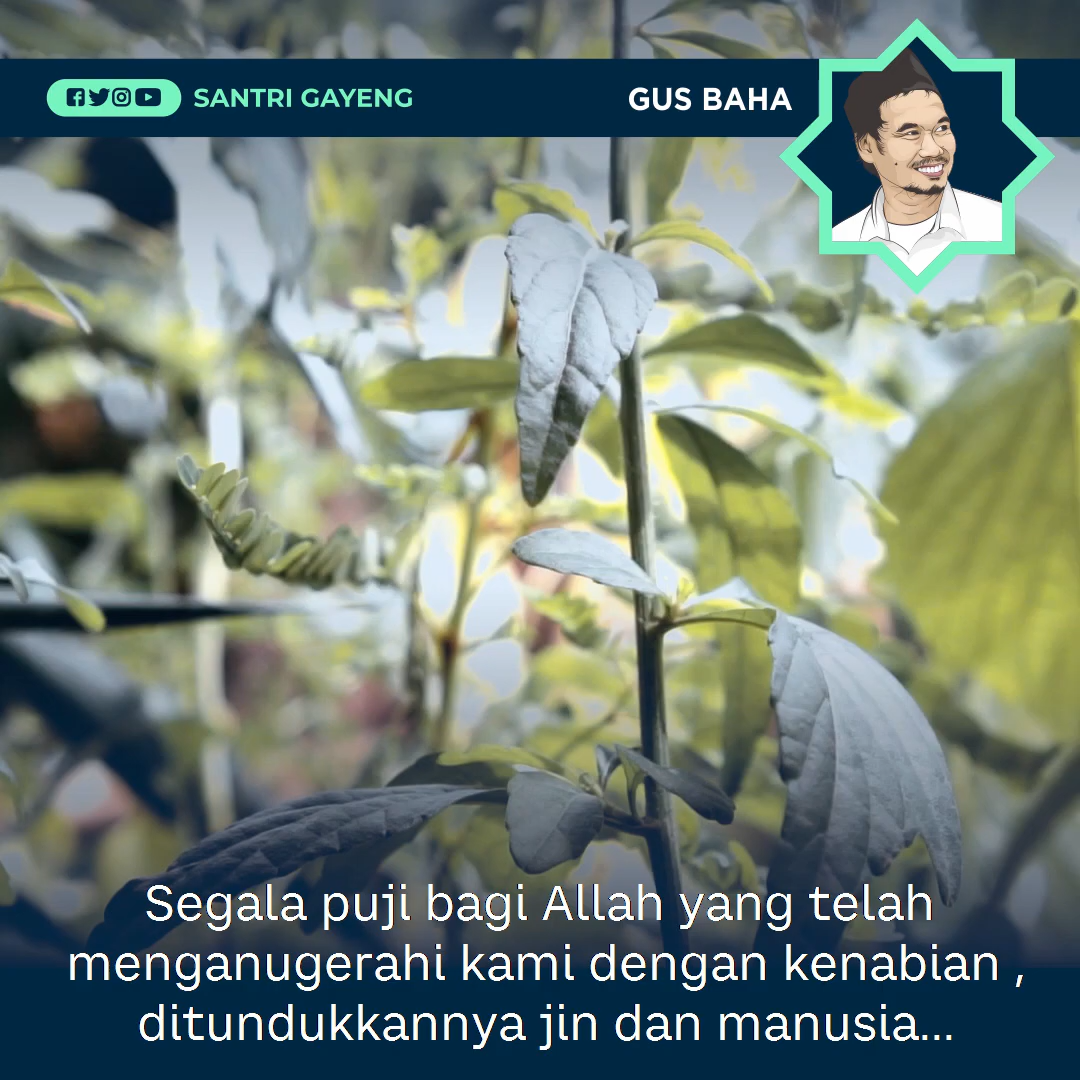 SANTRI GAYENG
GUS BAHA
Segala puji bagi Allah yang telah
menganugerahi kami dengan kenabian ,
ditundukkannya jin dan manusia...